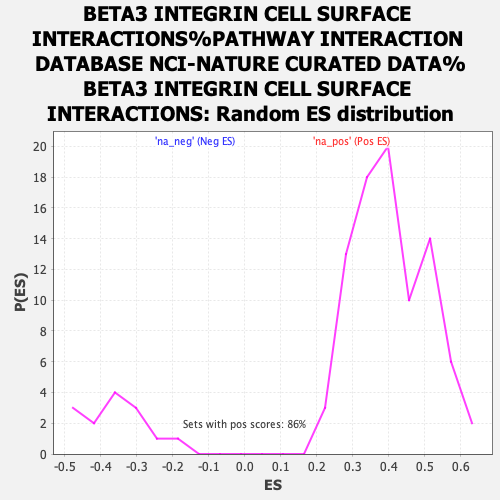 BETA3 INTEGRIN CELL SURFACE
INTERACTIONS%PATHWAY INTERACTION
DATABASE NCI-NATURE CURATED DATA%
BETA3 INTEGRIN CELL SURFACE
INTERACTIONS: Random ES distribution
'na_neg' (Neg ES) 'na_pos' (Pos ES)
20
18
16
14
12
10
8
6
4
2
0
P(ES)
Sets with pos scores: 86%
-0.5 -0.4 -0.3 -0.2 -0.1 -0.0 0.1 0.2 0.3 0.4 0.5 0.6
ES